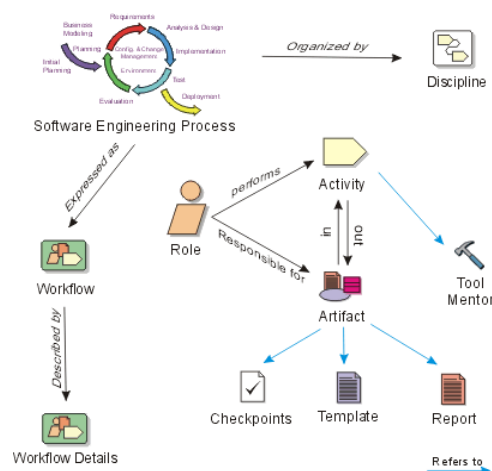 Requirements
Business
Modeling
Analysis & Design
Planning
Config. & Change
Management
Implementation
Initial
Planning
Environment
Test
Evaluation
Deployment
Software Engineering Process
Organized by
Discipline
Expressed as
performs
Activity
Role
Responsible for
in
out
Tool
Mentor
Workflow
Artifact
Described by
Checkpoints
Template
Report
Workflow Details
Refers to